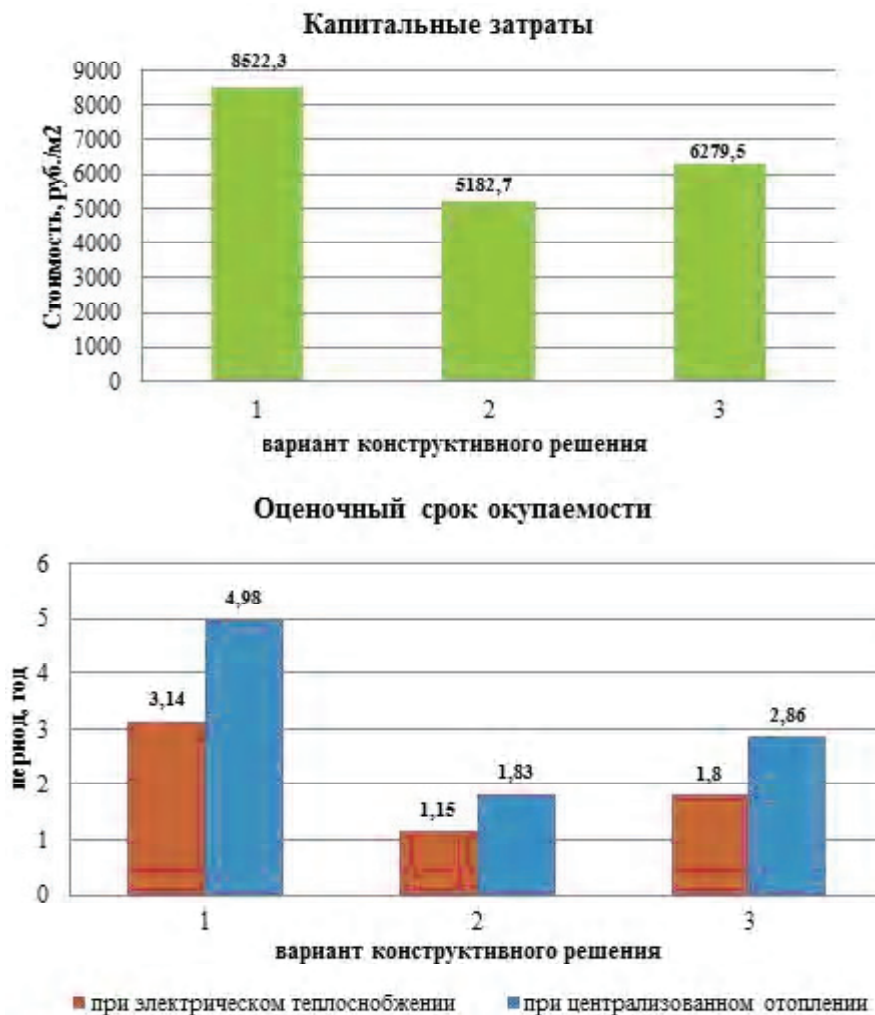 Капитальные затраты
Стоимость, руб./м2
9000
8000
7000
6000
5000
4000
3000
2000
1000
0
8522,3
5182,7
6279,5
1 2 3
вариант конструктивного решения
Оценочный срок окупаемости
период, год
6
5
4
3
2
1
0
3,14
4,98
1,15
1,83
1,8
2,86
1 2 3
вариант конструктивного решения
при электрическом теплоснобжении при централизованном отоплении